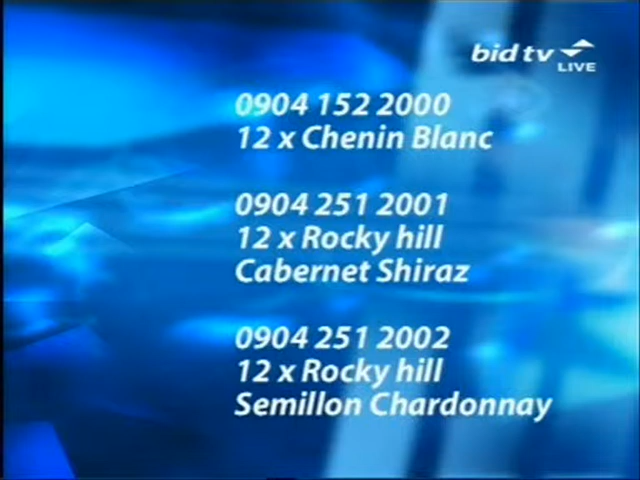 bid tv
LIVE
0904 152 2000
12 x Chenin Blanc
0904 251 2001
12 x Rocky hill
Cabernet Shiraz
0904 251 2002
12 x Rocky hill
Semillon Chardonnay